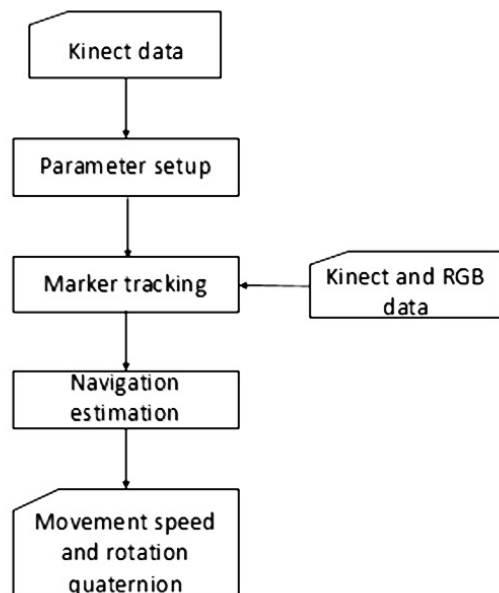 Kinect data
Parameter setup
Marker tracking
Kinect and RGB
data
Navigation
estimation
Movement speed
and rotation
quaternion